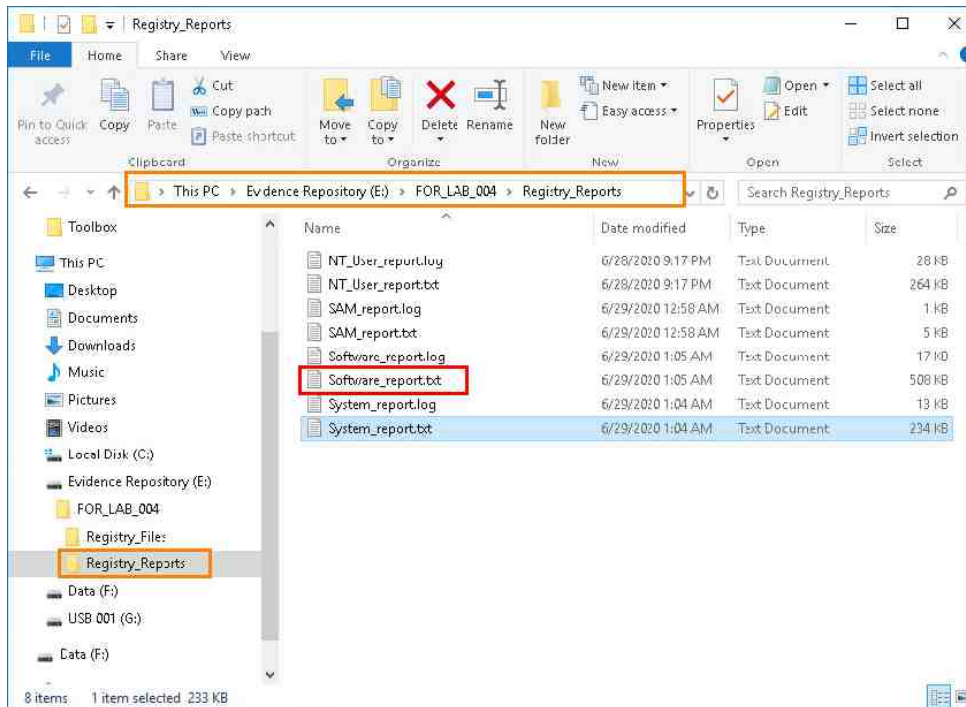 Registry_Reports
File Home Share View
Pin to Quick access
Copy
Paste
Cut
Copy path
Paste shortcut
Clipboard
Move to
Copy to
Delete
Rename
Organize
New folder
New item
Easy access
New
Properties
Open
Edit
Open
Select all
Select none
Invert selection
Select
This PC > Evidence Repository (E:) > FOR_LAB_004 > Registry_Reports
Search Registry_Reports
Toolbox
This PC
Desktop
Documents
Downloads
Music
Pictures
Videos
Local Disk (C:)
Evidence Repository (E:)
FOR_LAB_004
Registry_Files
Registry_Reports
Data (F:)
USB 001 (G:)
Data (F:)
Name Date modified Type Size
NT_User_report.log 6/28/2020 9:17 PM Text Document 28 KB
NT_User_report.txt 6/28/2020 9:17 PM Text Document 264 KB
SAM_report.log 6/29/2020 12:58 AM Text Document 1 KB
SAM_report.txt 6/29/2020 12:58 AM Text Document 5 KB
Software_report.log 6/29/2020 1:05 AM Text Document 17 KB
Software_report.txt 6/29/2020 1:05 AM Text Document 508 KB
System_report.log 6/29/2020 1:04 AM Text Document 13 KB
System_report.txt 6/29/2020 1:04 AM Text Document 234 KB
8 items 1 item selected 233 KB